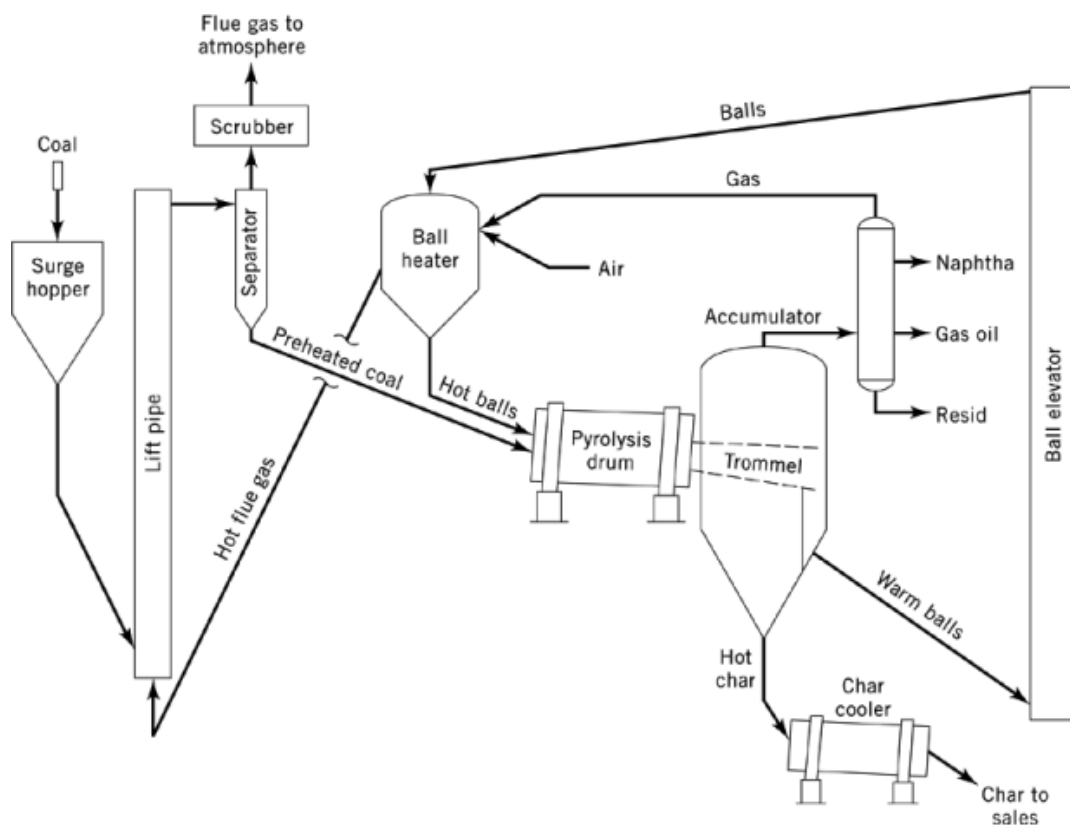 Flue gas to
atmosphere
Scrubber
Coal
Surge
hopper
Lift pipe
Separator
Preheated coal
Hot flue gas
Ball
heater
Balls
Gas
Air
Hot balls
Pyrolysis
drum
Accumulator
Trommel
Naphtha
Gas oil
Resid
Ball elevator
Warm balls
Hot
char
Char
cooler
Char to
sales